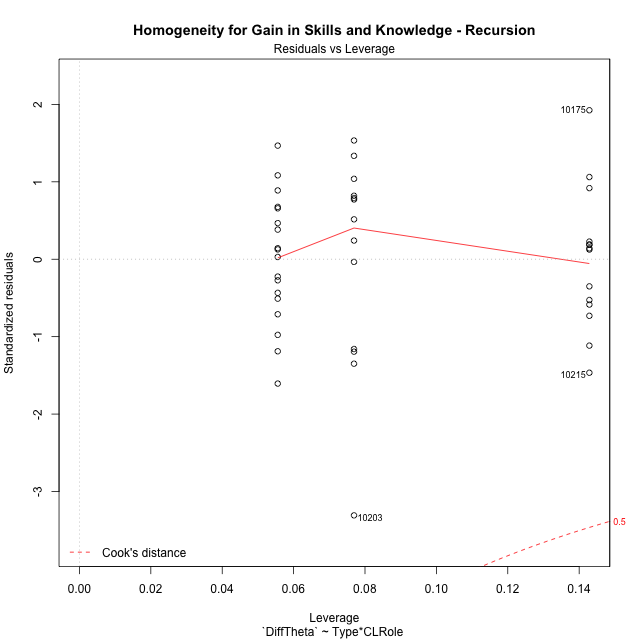 Homogeneity for Gain in Skills and Knowledge - Recursion
Residuals vs Leverage
2
1
0
-1
-2
-3
Standardized residuals
10175
10215
10203
0.5
Cook's distance
0.00 0.02 0.04 0.06 0.08 0.10 0.12 0.14
Leverage
`DiffTheta` ~ Type*CLRole